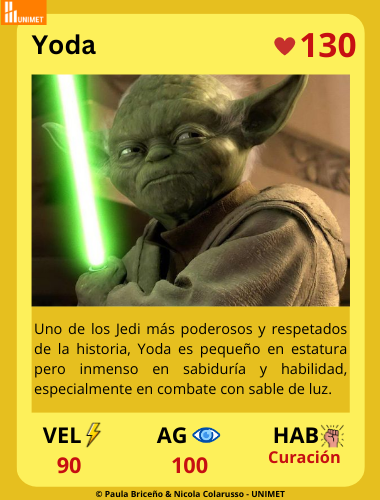 UNIMET
Yoda
130
Uno de los Jedi más poderosos y respetados
de la historia, Yoda es pequeño en estatura
pero inmenso en sabiduría y habilidad,
especialmente en combate con sable de luz.
VEL AG HAB
90 100 Curación
© Paula Briceño & Nicola Colarusso - UNIMET